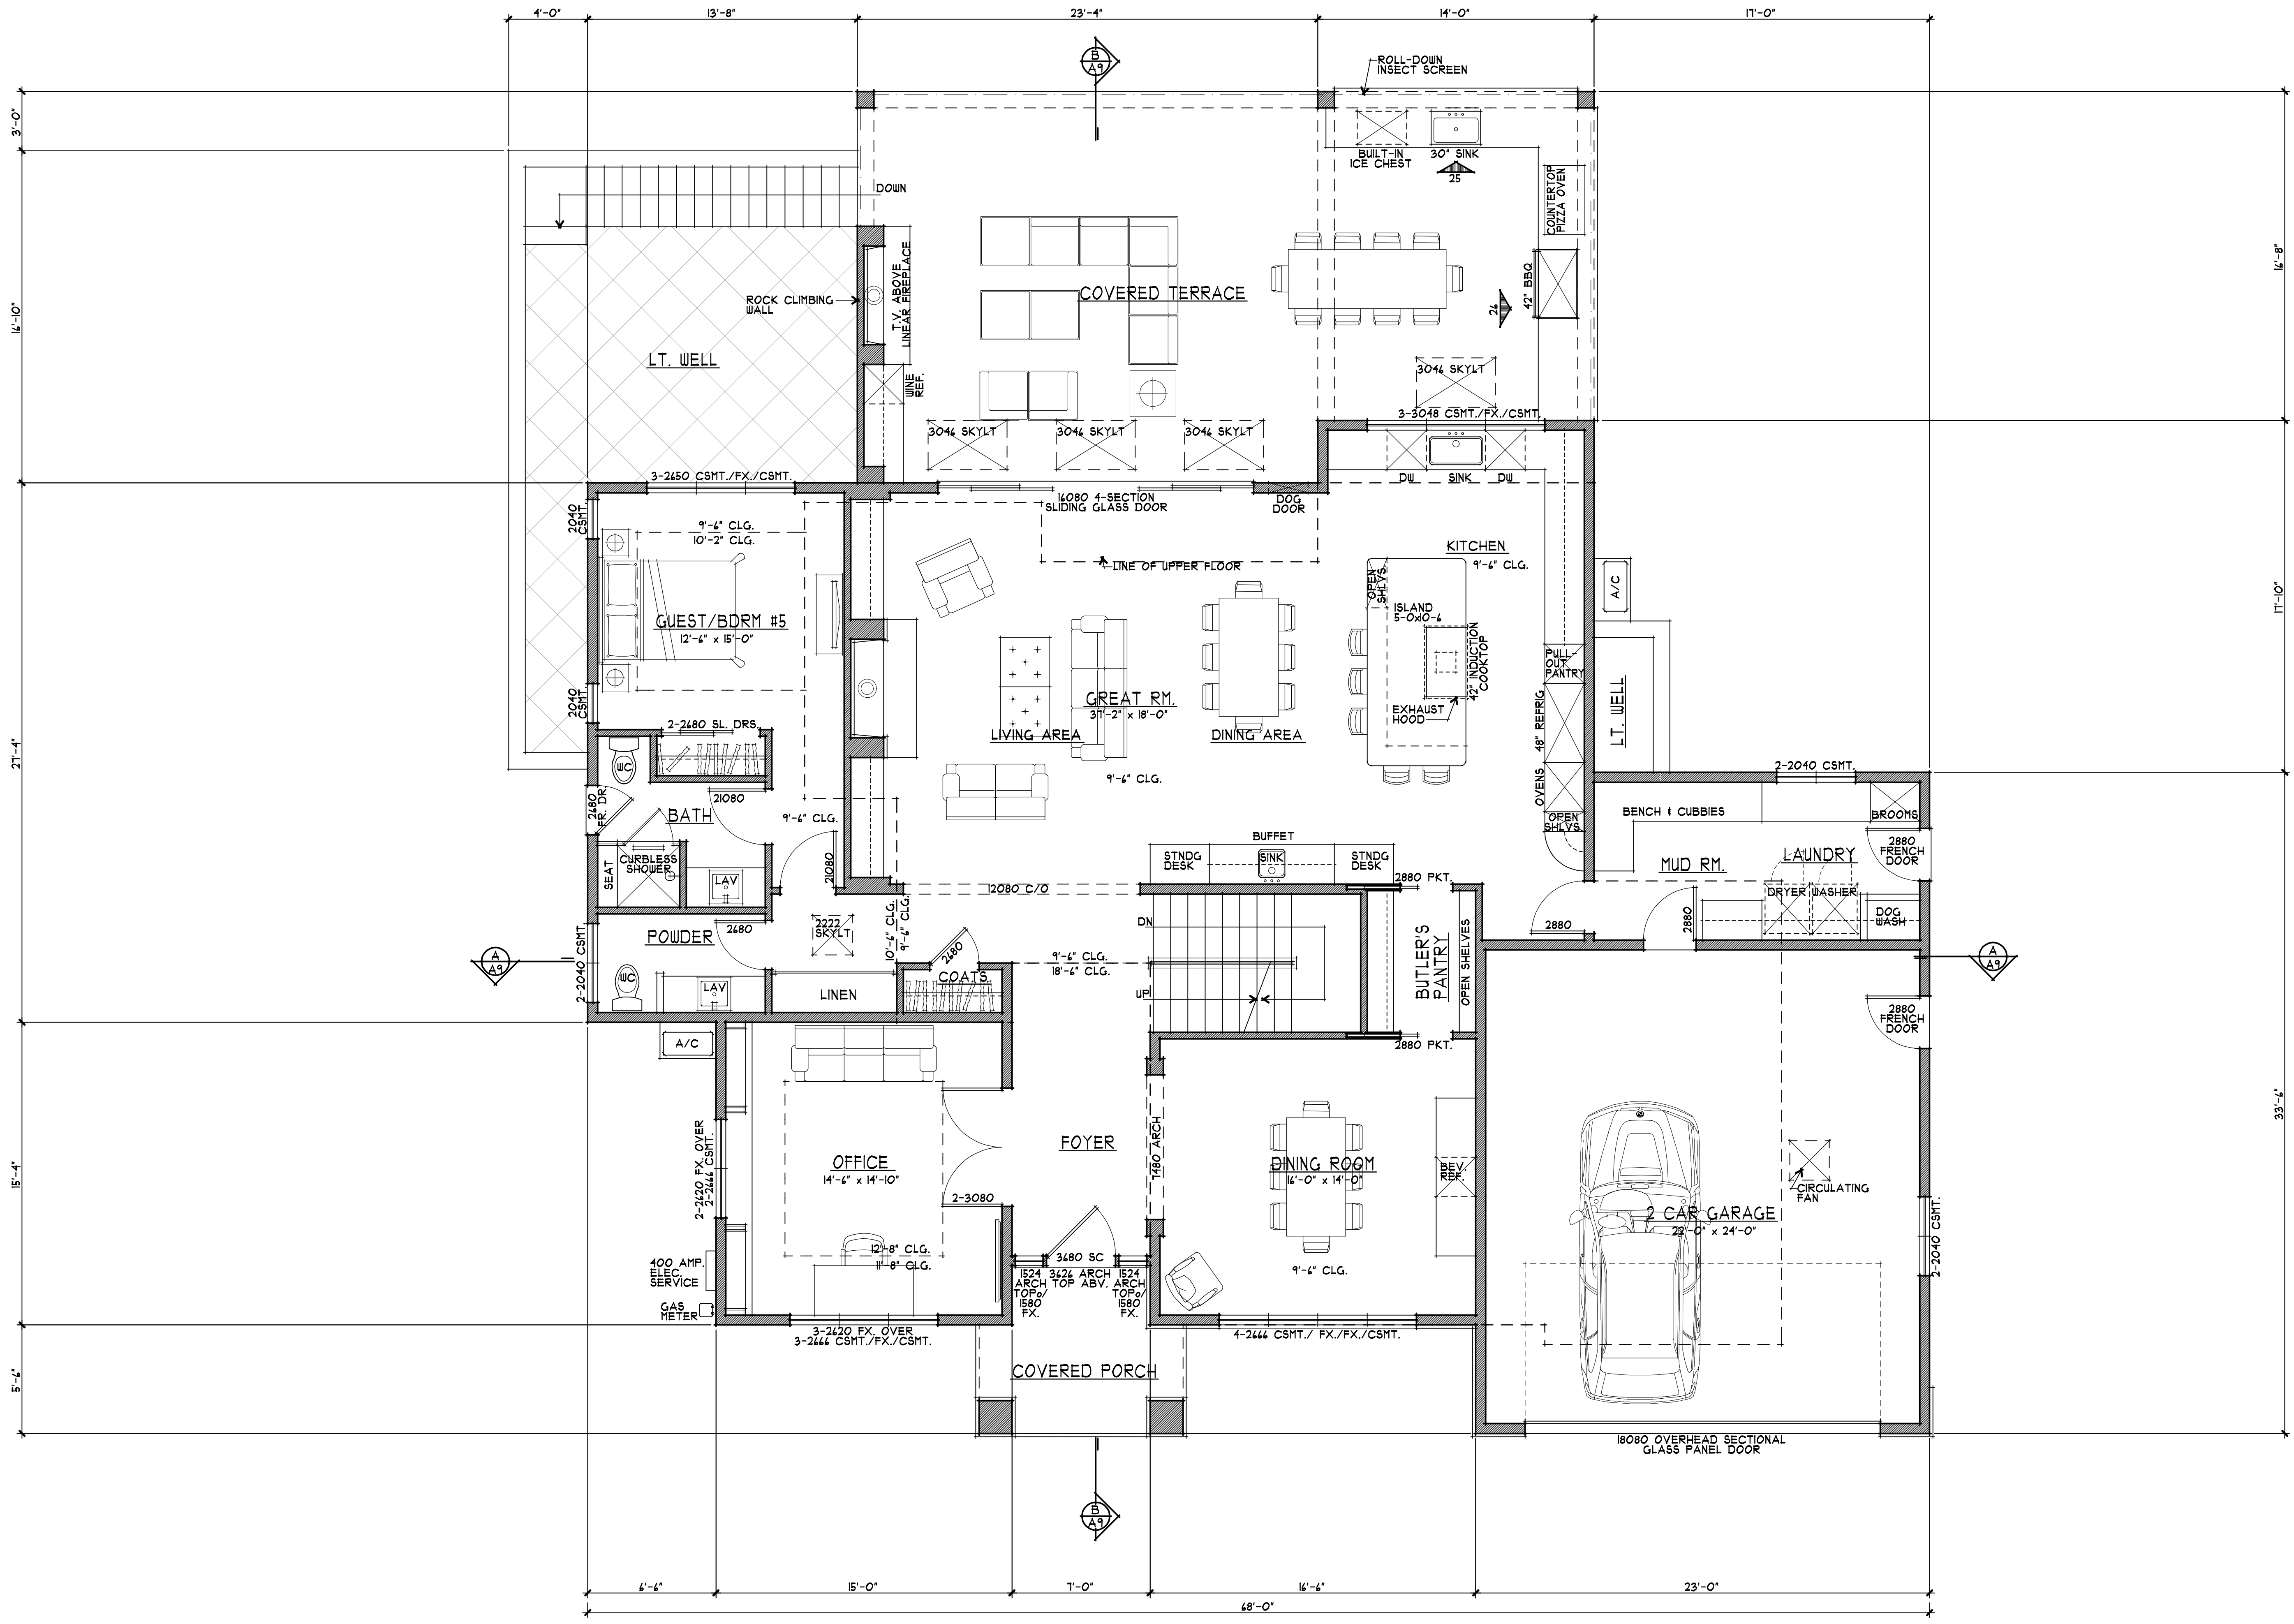 4'-0"
13'-8"
23'-4"
14'-0"
17'-0"
B
A9
ROLL-DOWN
INSECT SCREEN
3'-0"
16'-10"
27'-4"
15'-4"
5'-6"
16'-8"
17'-10"
33'-6"
BUILT-IN
ICE CHEST
30" SINK
25
COUNTERTOP
PIZZA OVEN
42" BBQ
26
DOWN
ROCK CLIMBING
WALL
T.V. ABOVE
LINEAR FIREPLACE
COVERED TERRACE
LT. WELL
WINE
REF.
3046 SKYLT
3046 SKYLT
3046 SKYLT
3046 SKYLT
3-3048 CSMT./FX./CSMT.
DW
SINK
DW
3-2650 CSMT./FX./CSMT.
16080 4-SECTION
SLIDING GLASS DOOR
DOG
DOOR
2040
CSMT.
9'-6" CLG.
10'-2" CLG.
LINE OF UPPER FLOOR
KITCHEN
9'-6" CLG.
OPEN
SHLVS.
ISLAND
5-0x10-6
42" INDUCTION
COOKTOP
EXHAUST
HOOD
A/C
GUEST/BDRM #5
12'-6" x 15'-0"
2040
CSMT.
PULL-
OUT
PANTRY
48" REFRIG
OVENS
OPEN
SHLVS.
LT. WELL
GREAT RM.
37'-2" x 18'-0"
LIVING AREA
DINING AREA
9'-6" CLG.
2-2680 SL. DRS.
WC
2680
FR. DR.
BATH
21080
9'-6" CLG.
CURBLESS
SHOWER
SEAT
LAV
21080
2-2040 CSMT.
BENCH & CUBBIES
BROOMS
2880
FRENCH
DOOR
MUD RM.
LAUNDRY
DRYER
WASHER
DOG
WASH
2880
2880
BUFFET
STNDG
DESK
SINK
STNDG
DESK
2880 PKT.
12080 C/O
POWDER
2680
2222
SKYLT
10'-6" CLG.
9'-6" CLG.
2680
DN
UP
BUTLER'S
PANTRY
OPEN SHELVES
9'-6" CLG.
18'-6" CLG.
A
A9
A
A9
2-2040 CSMT.
WC
LAV
LINEN
COATS
2880
FRENCH
DOOR
A/C
2880 PKT.
2-2620 FX. OVER
2-2666 CSMT.
OFFICE
14'-6" x 14'-10"
2-3080
FOYER
7480 ARCH
DINING ROOM
16'-0" x 14'-0"
BEV.
REF.
CIRCULATING
FAN
2 CAR GARAGE
22'-0" x 24'-0"
2-2040 CSMT.
400 AMP.
ELEC.
SERVICE
GAS
METER
12'-8" CLG.
11'-8" CLG.
3680 SC
1524
ARCH
TOPo/
1580
FX.
3626 ARCH
TOP ABV.
1524
ARCH
TOPo/
1580
FX.
9'-6" CLG.
3-2620 FX. OVER
3-2666 CSMT./FX./CSMT.
4-2666 CSMT./ FX./FX./CSMT.
COVERED PORCH
18080 OVERHEAD SECTIONAL
GLASS PANEL DOOR
B
A9
6'-6"
15'-0"
7'-0"
16'-6"
23'-0"
68'-0"